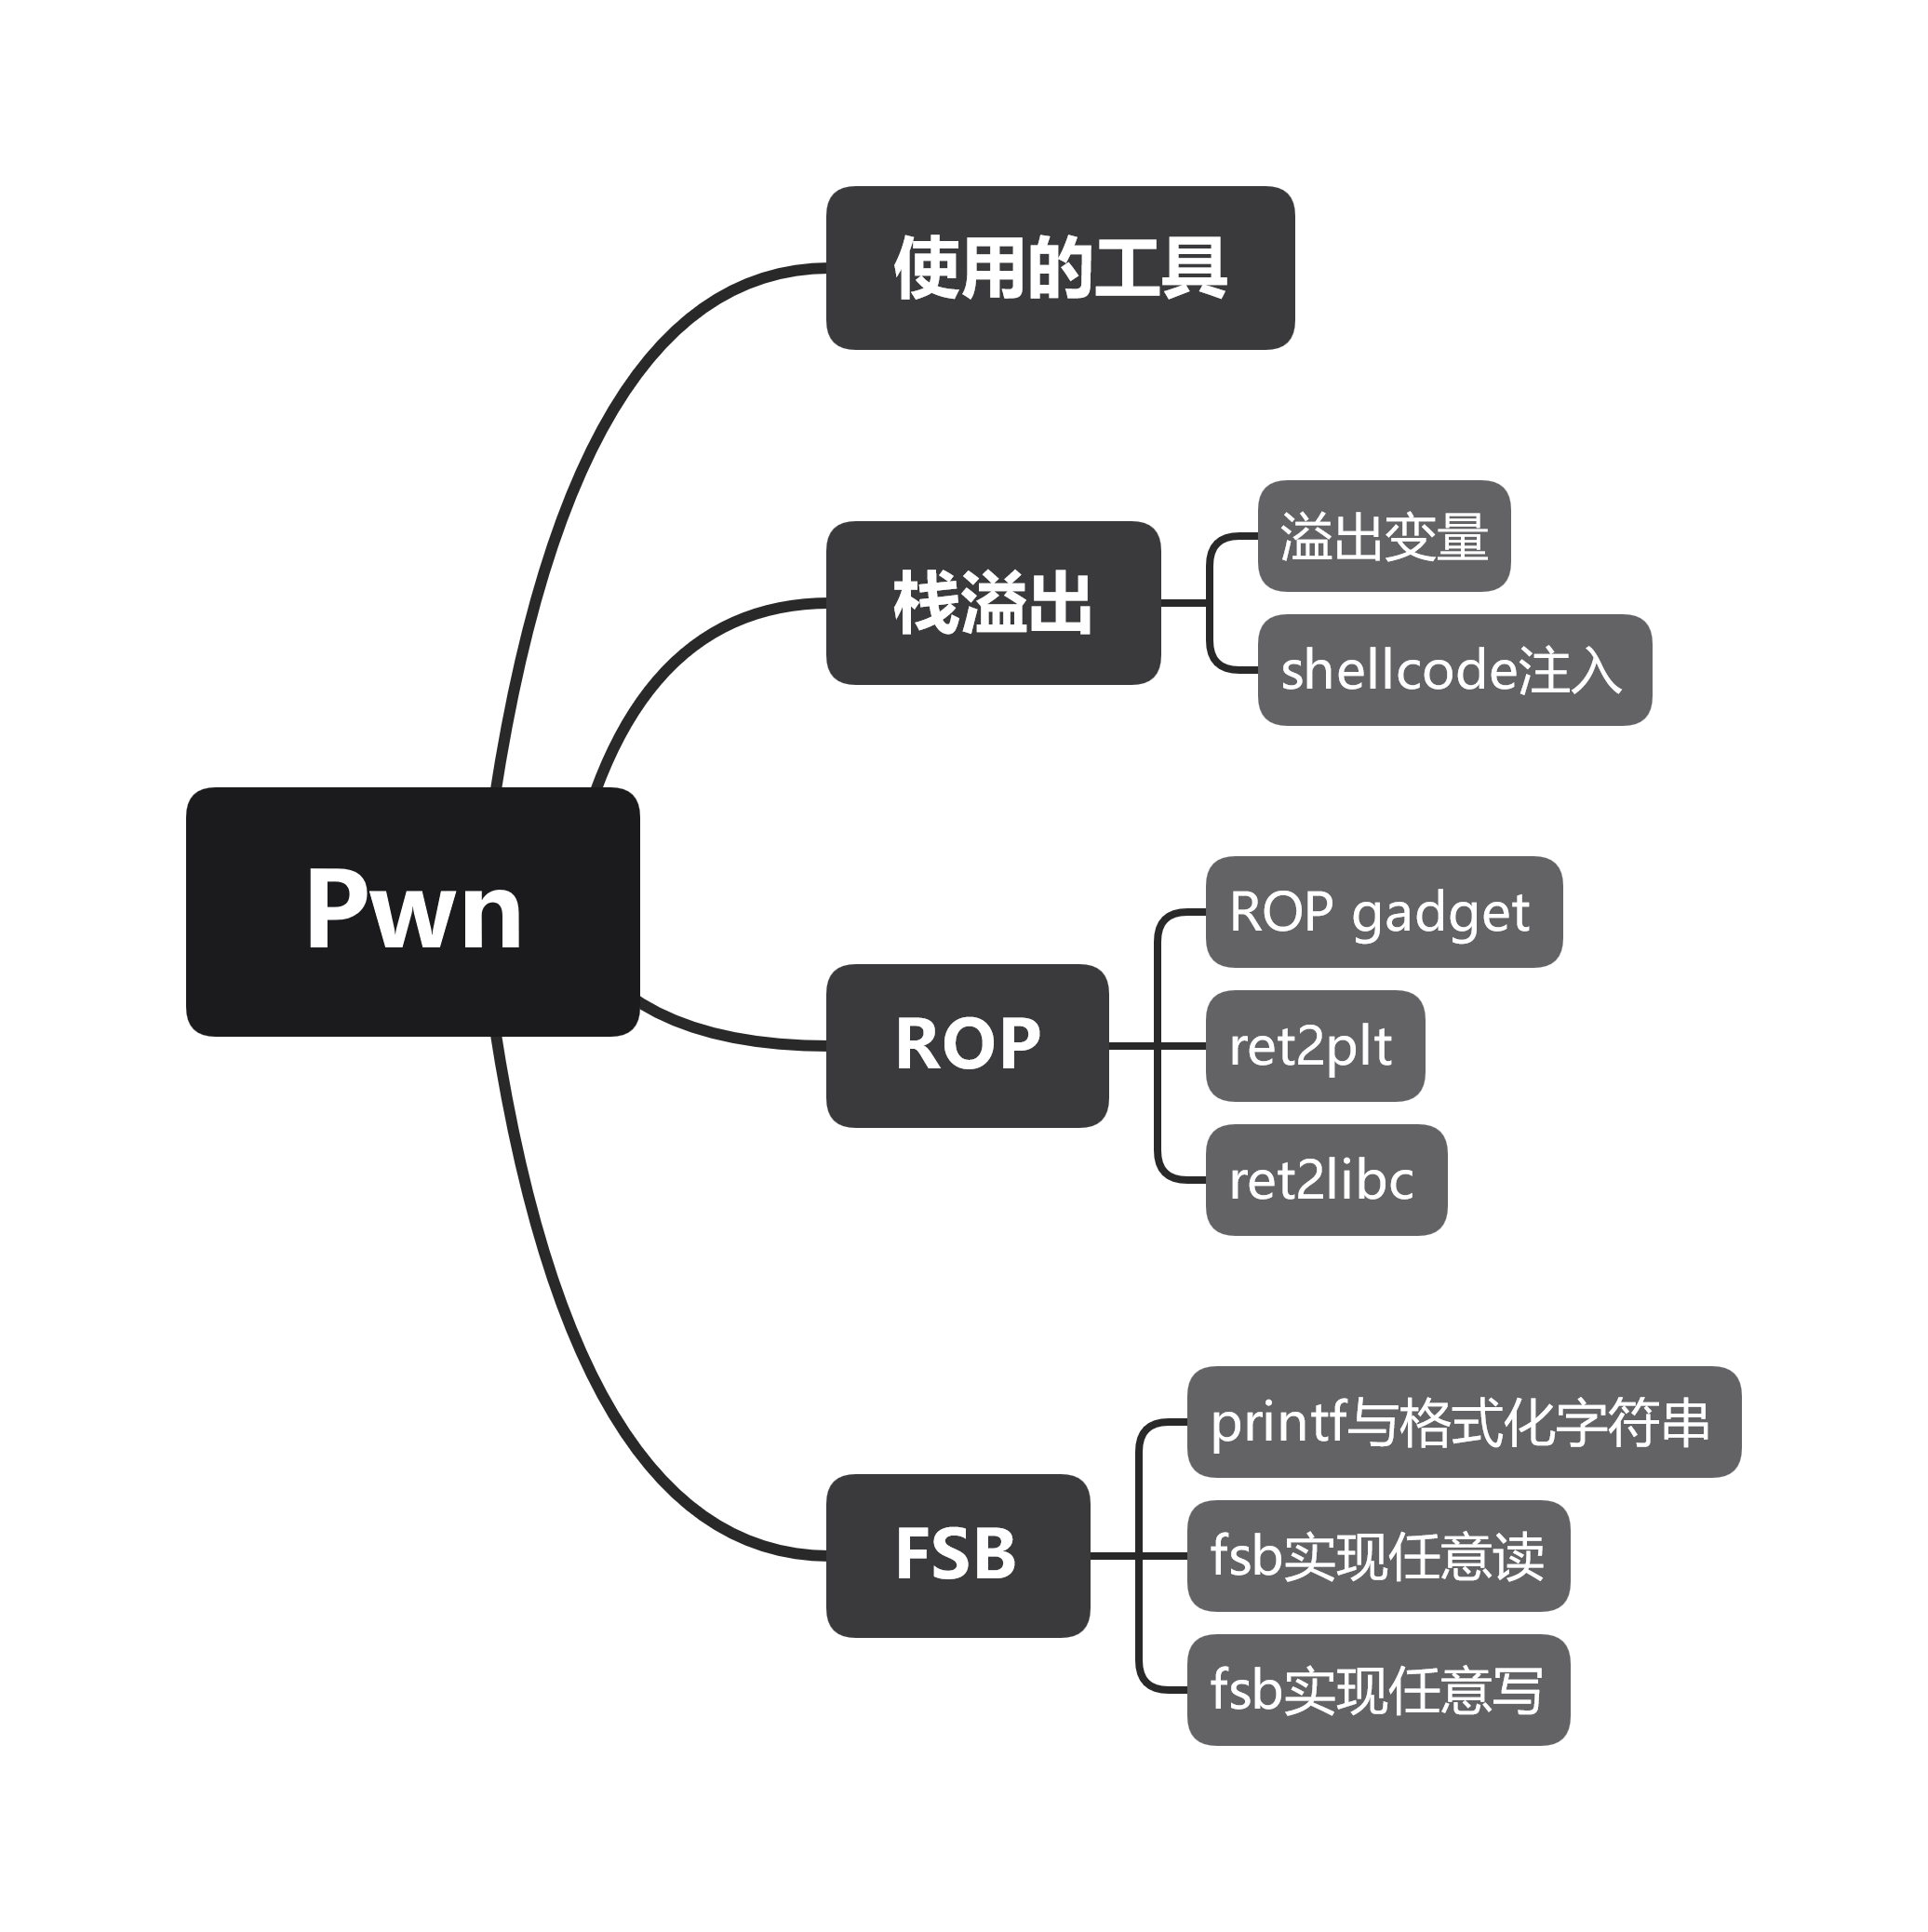 使用的工具
栈溢出
溢出变量
shellcode注入
Pwn
ROP
ROP gadget
ret2plt
ret2libc
FSB
printf与格式化字符串
fsb实现任意读
fsb实现任意写